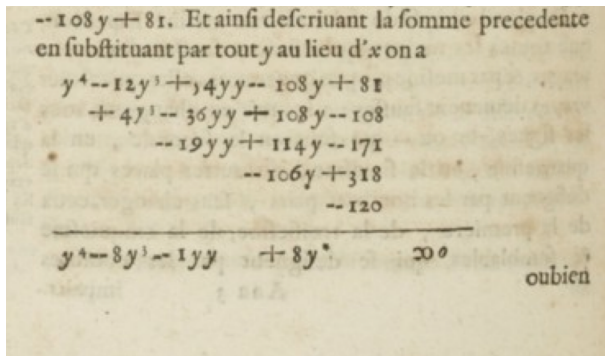 --108y+81. Et ainſi deſcriuant la ſomme precedente
en ſubſtituant par tout y au lieu d'x on a
y⁴--12y³+54yy--108y+81
+4y³--36yy+108y--108
--19yy+114y--171
--106y+318
--120
y⁴--8y³--1yy +8y* ∞0
oubien